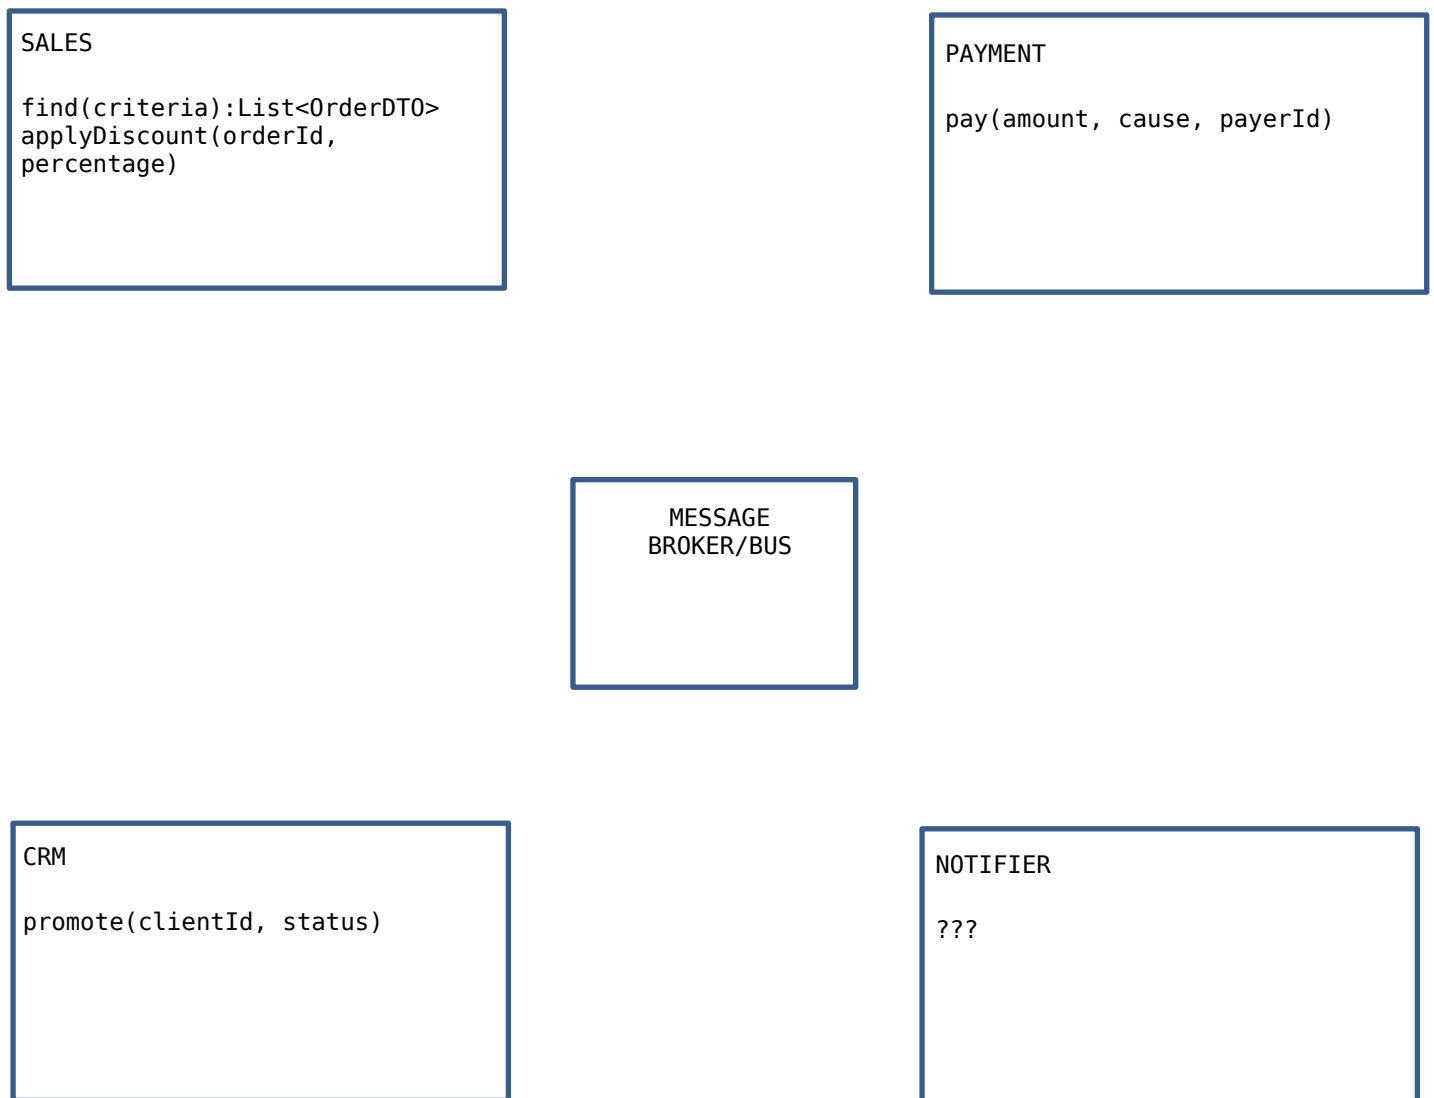 SALES
find(criteria):List<OrderDTO>
applyDiscount(orderId,
percentage)
PAYMENT
pay(amount, cause, payerId)
MESSAGE
BROKER/BUS
CRM
promote(clientId, status)
NOTIFIER
???